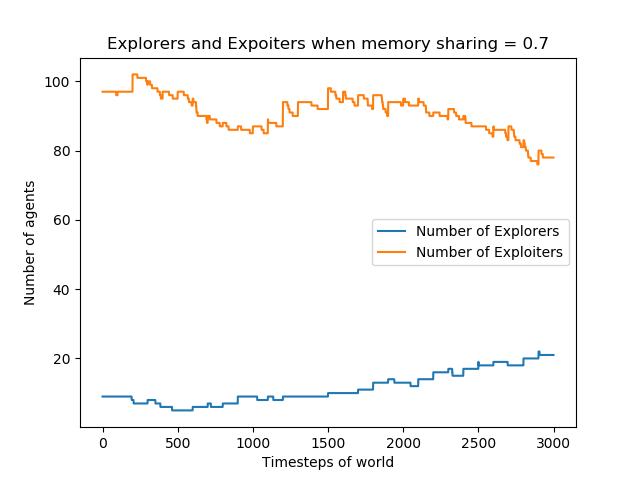 Explorers and Expoiters when memory sharing = 0.7
Number of agents
100
80
60
40
20
Number of Explorers
Number of Exploiters
0 500 1000 1500 2000 2500 3000
Timesteps of world